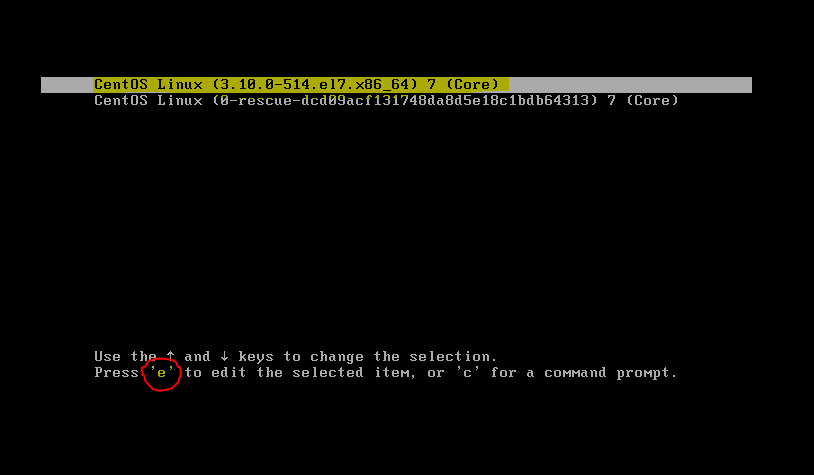 CentOS Linux (3.10.0-514.el7.x86_64) 7 (Core)
CentOS Linux (0-rescue-dcd09acf131748da8d5e18c1bdb64313) 7 (Core)
Use the ↑ and ↓ keys to change the selection.
Press 'e' to edit the selected item, or 'c' for a command prompt.